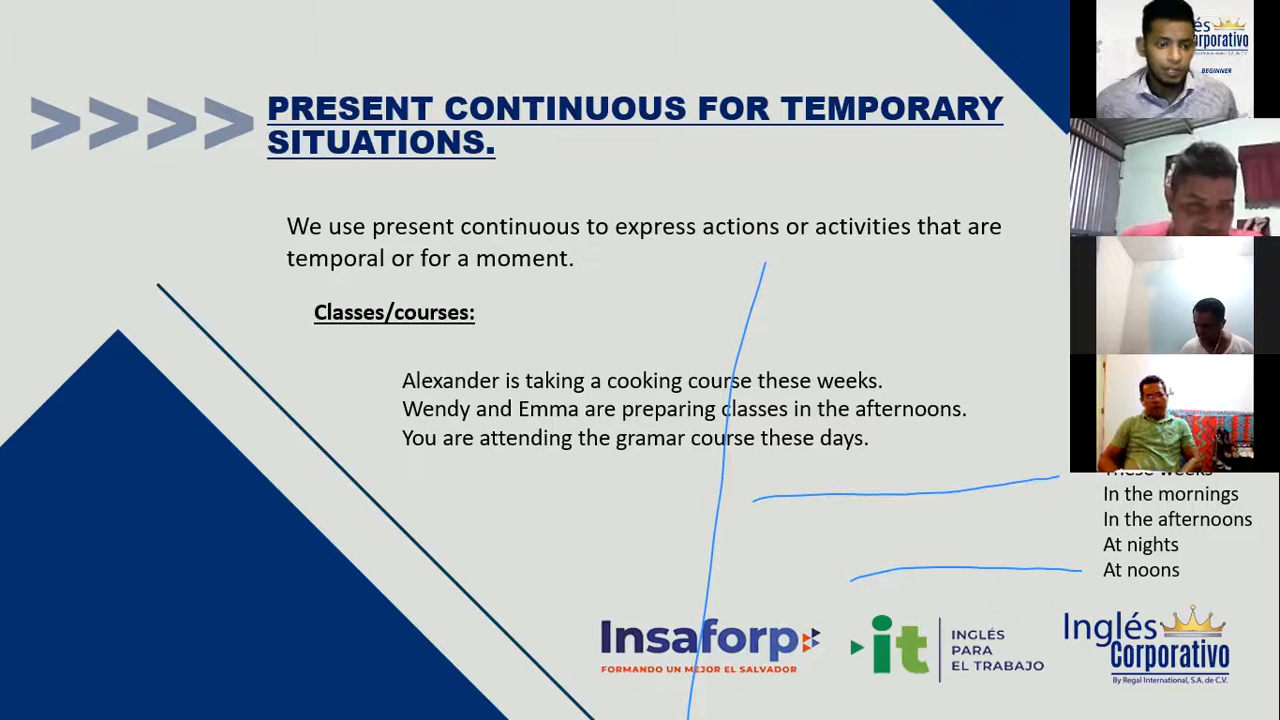 PRESENT CONTINUOUS FOR TEMPORARY
SITUATIONS.
We use present continuous to express actions or activities that are
temporal or for a moment.
Classes/courses:
Alexander is taking a cooking course these weeks.
Wendy and Emma are preparing classes in the afternoons.
You are attending the gramar course these days.
These weeks
In the mornings
In the afternoons
At nights
At noons
Insaforp
FORMANDO UN MEJOR EL SALVADOR
it
INGLÉS
PARA
EL TRABAJO
Inglés
Corporativo
By Regal International, S.A. de C.V.
BEGINNER